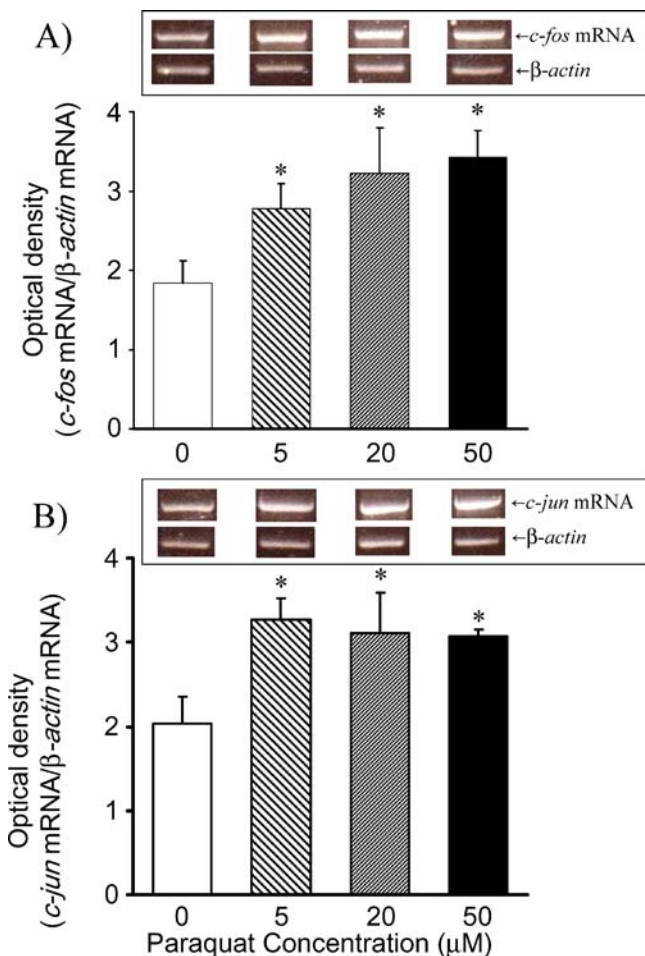 A)
←c-fos mRNA
←β-actin
Optical density
(c-fos mRNA/β-actin mRNA)
4
*
*
*
3
2
1
0
0 5 20 50
B)
←c-jun mRNA
←β-actin
Optical density
(c-jun mRNA/β-actin mRNA)
4
*
*
*
3
2
1
0
0 5 20 50
Paraquat Concentration (μM)